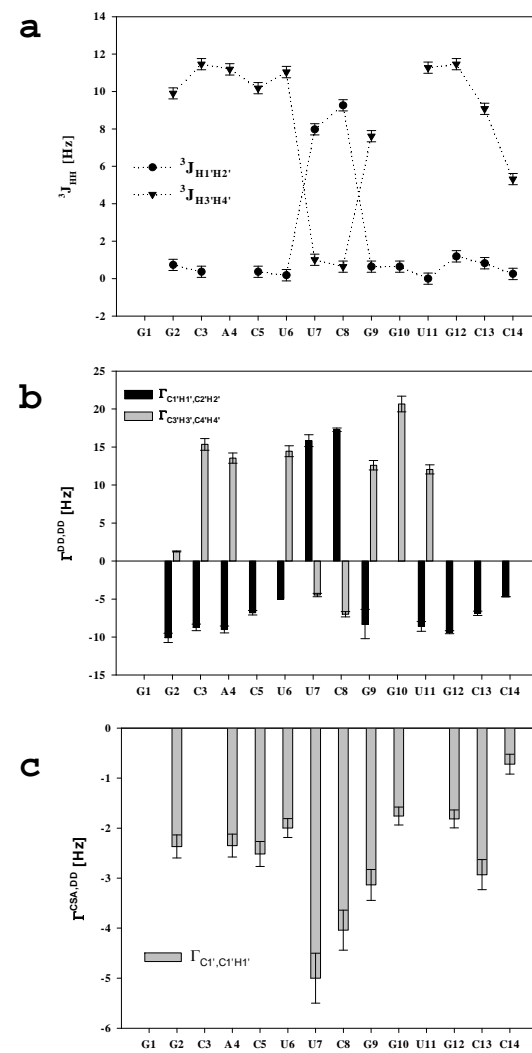 a
14
12
10
8
6
4
2
0
-2
³J_HH [Hz]
³J_H1'H2'
³J_H3'H4'
G1 G2 C3 A4 C5 U6 U7 C8 G9 G10 U11 G12 C13 C14
b
25
20
15
10
5
0
-5
-10
-15
Γ^DD,DD [Hz]
Γ_C1'H1',C2'H2'
Γ_C3'H3',C4'H4'
G1 G2 C3 A4 C5 U6 U7 C8 G9 G10 U11 G12 C13 C14
c
0
-1
-2
-3
-4
-5
-6
Γ^CSA,DD [Hz]
Γ_C1',C1'H1'
G1 G2 C3 A4 C5 U6 U7 C8 G9 G10 U11 G12 C13 C14